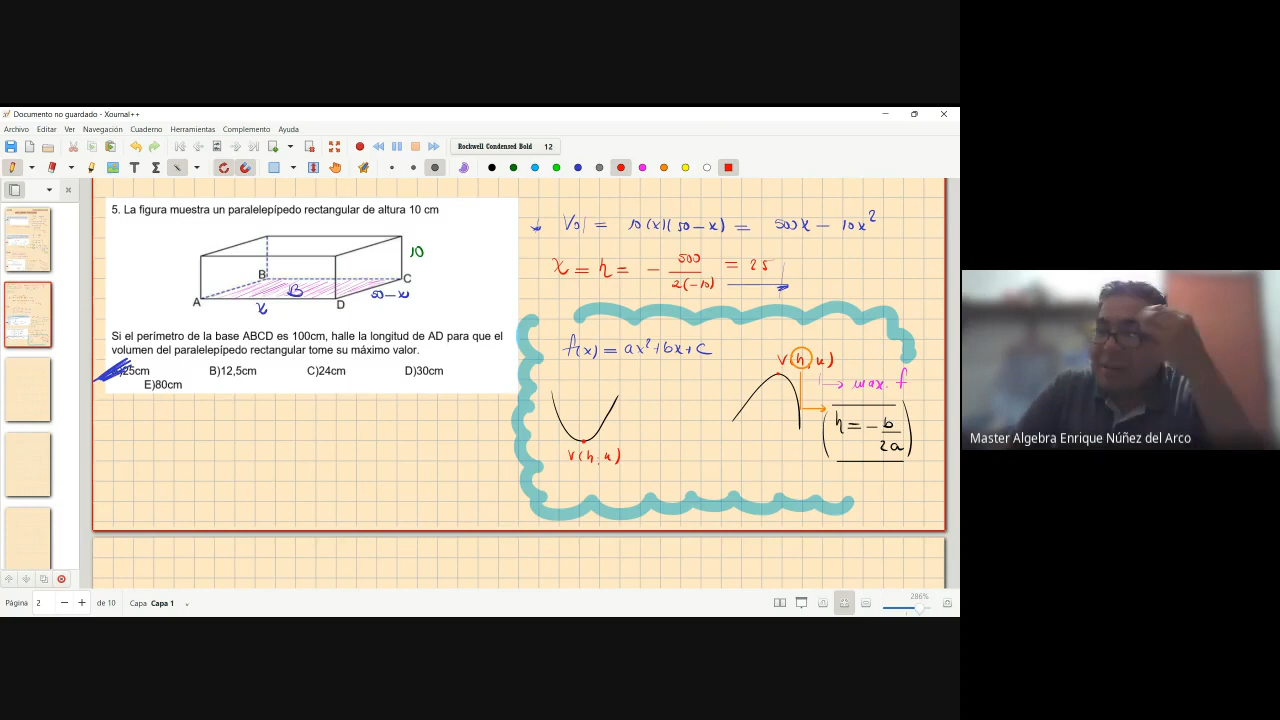 Documento no guardado - Xournal++
Archivo Editar Ver Navegación Cuaderno Herramientas Complemento Ayuda
Rockwell Condensed Bold 12
5. La figura muestra un paralelepípedo rectangular de altura 10 cm
10
B
C
A
B
D
x
50-x
Si el perímetro de la base ABCD es 100cm, halle la longitud de AD para que el
volumen del paralelepípedo rectangular tome su máximo valor.
25cm B)12,5cm C)24cm D)30cm
E)80cm
Vol = 10(x)(50-x) = 500x - 10x²
x = h = - 500/2(-10) = 25
f(x) = ax²+bx+c
V(h,k)
V(h,k)
→ max. f
h = - b/2a
Master Algebra Enrique Núñez del Arco
Página 2 de 10 Capa Capa 1
286%